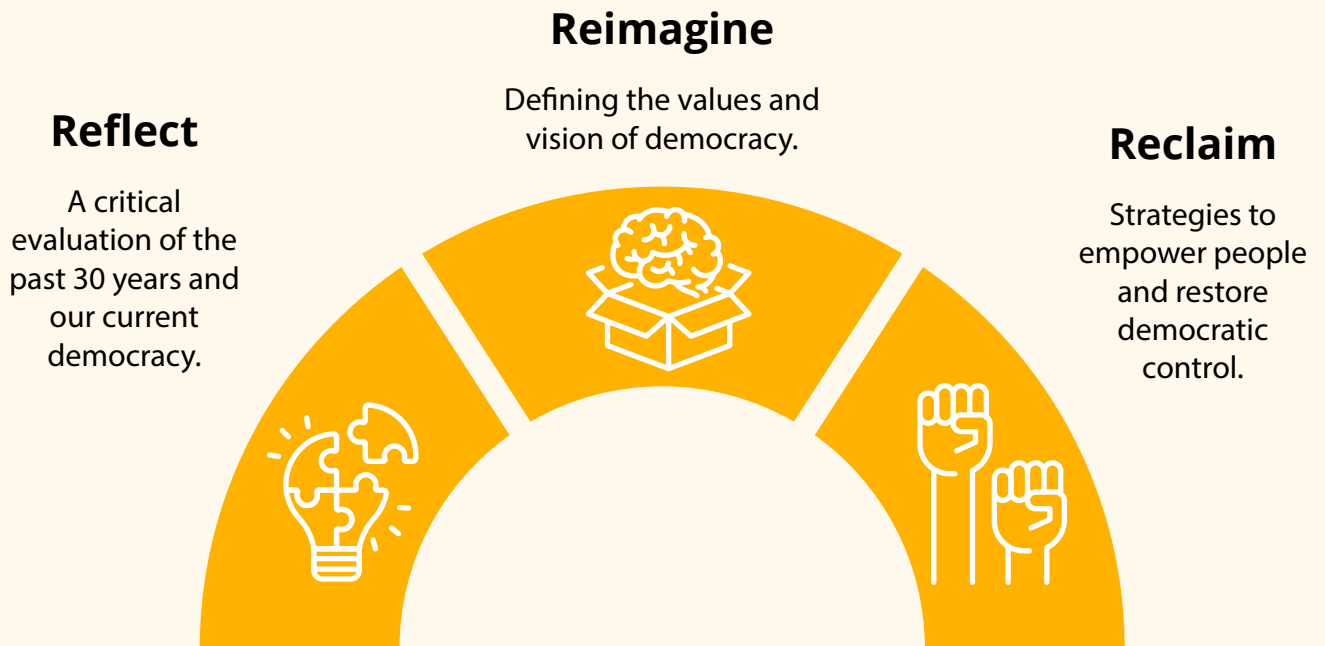 Reflect
A critical
evaluation of the
past 30 years and
our current
democracy.
Reimagine
Defining the values and
vision of democracy.
Reclaim
Strategies to
empower people
and restore
democratic
control.